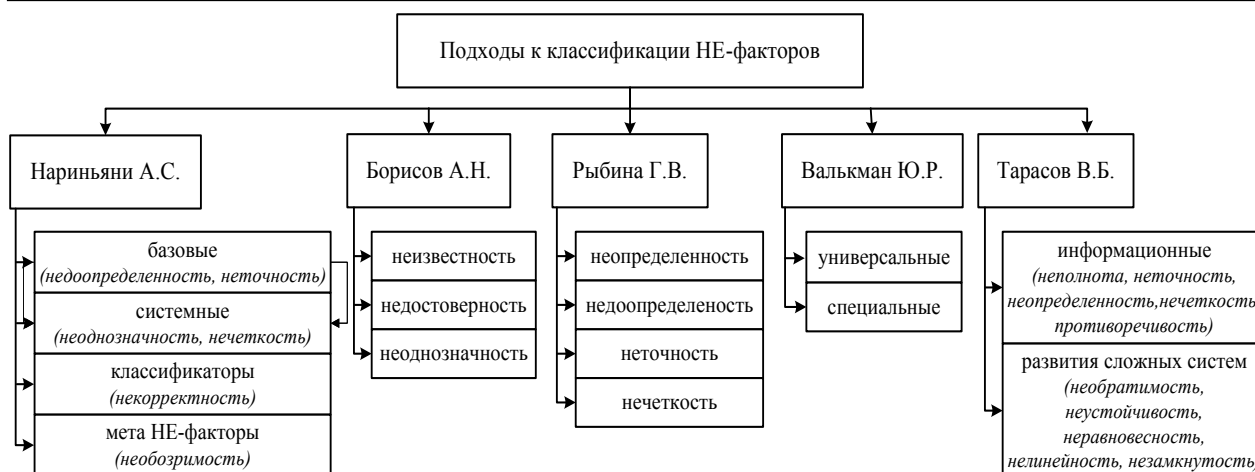 Подходы к классификации НЕ-факторов
Нариньяни А.С.
Борисов А.Н.
Рыбина Г.В.
Валькман Ю.Р.
Тарасов В.Б.
базовые
(недоопределенность, неточность)
системные
(неоднозначность, нечеткость)
классификаторы
(некорректность)
мета НЕ-факторы
(необозримость)
неизвестность
недостоверность
неоднозначность
неопределенность
недоопределеность
неточность
нечеткость
универсальные
специальные
информационные
(неполнота, неточность,
неопределенность,нечеткость
противоречивость)
развития сложных систем
(необратимость,
неустойчивость,
неравновесность,
нелинейность, незамкнутость)